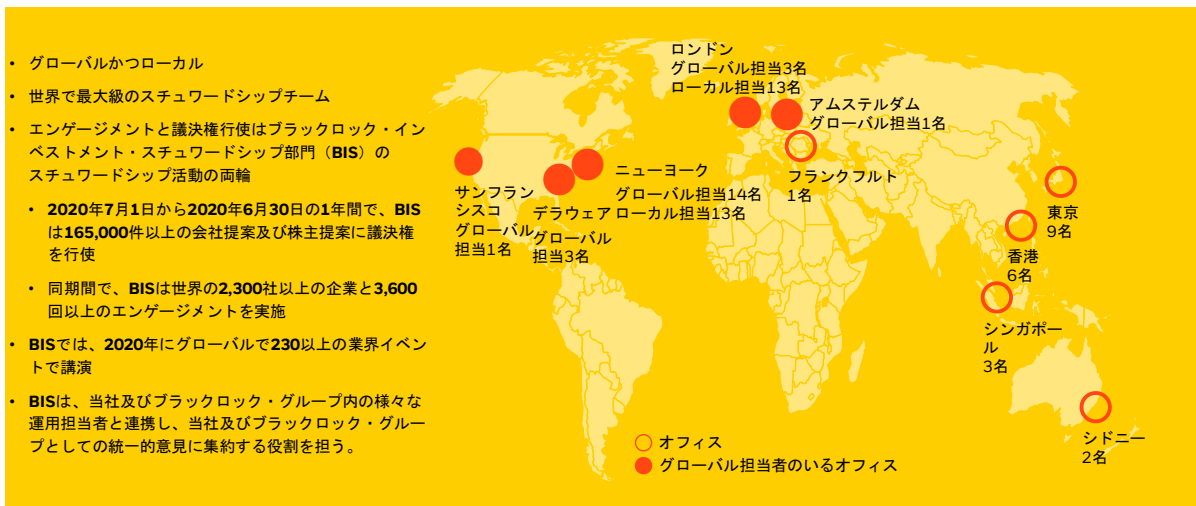 • グローバルかつローカル
• 世界で最大級のスチュワードシップチーム
• エンゲージメントと議決権行使はブラックロック・イン
ベストメント・スチュワードシップ部門（BIS）の
スチュワードシップ活動の両輪
• 2020年7月1日から2020年6月30日の1年間で、BIS
は165,000件以上の会社提案及び株主提案に議決権
を行使
• 同期間で、BISは世界の2,300社以上の企業と3,600
回以上のエンゲージメントを実施
• BISでは、2020年にグローバルで230以上の業界イベン
トで講演
• BISは、当社及びブラックロック・グループ内の様々な
運用担当者と連携し、当社及びブラックロック・グルー
プとしての統一的意見に集約する役割を担う。
ロンドン
グローバル担当3名
ローカル担当13名
アムステルダム
グローバル担当1名
フランクフルト
1名
ニューヨーク
グローバル担当14名
ローカル担当13名
サンフラン
シスコ
グローバル
担当1名
デラウェア
グローバル
担当3名
東京
9名
香港
6名
シンガポー
ル
3名
シドニー
2名
オフィス
グローバル担当者のいるオフィス